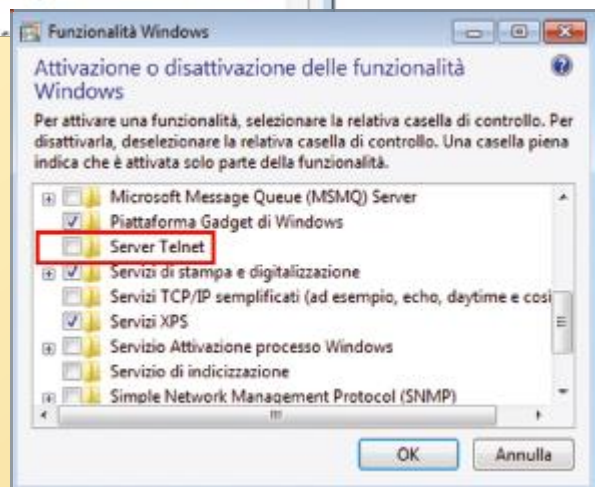 Funzionalità Windows
Attivazione o disattivazione delle funzionalità
Windows
Per attivare una funzionalità, selezionare la relativa casella di controllo. Per
disattivarla, deselezionare la relativa casella di controllo. Una casella piena
indica che è attivata solo parte della funzionalità.
Microsoft Message Queue (MSMQ) Server
Piattaforma Gadget di Windows
Server Telnet
Servizi di stampa e digitalizzazione
Servizi TCP/IP semplificati (ad esempio, echo, daytime e cosi
Servizi XPS
Servizio Attivazione processo Windows
Servizio di indicizzazione
Simple Network Management Protocol (SNMP)
OK
Annulla